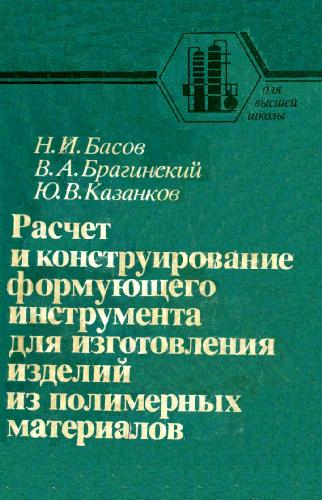 для
высшей
школы
Н.И.Басов
В.А.Брагинский
Ю.В.Казанков
Расчет
и конструирование
формующего
инструмента
для изготовления
изделий
из полимерных
материалов